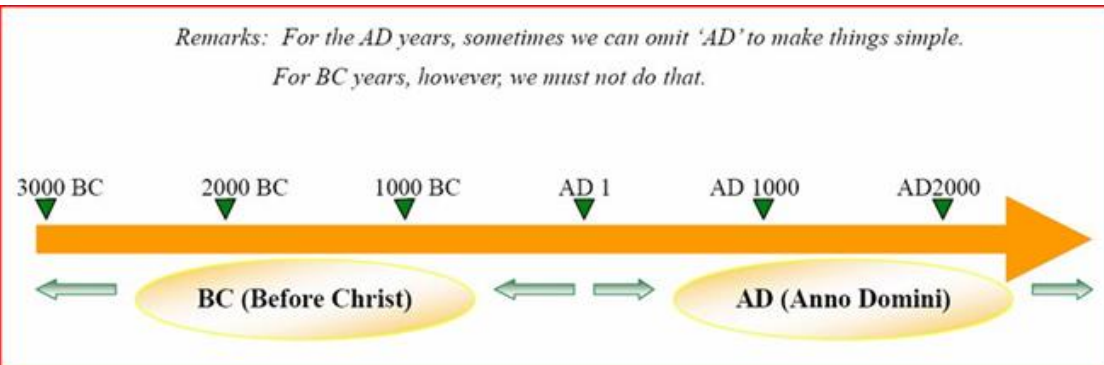 Remarks: For the AD years, sometimes we can omit ‘AD’ to make things simple.
For BC years, however, we must not do that.
3000 BC 2000 BC 1000 BC AD 1 AD 1000 AD2000
BC (Before Christ) AD (Anno Domini)